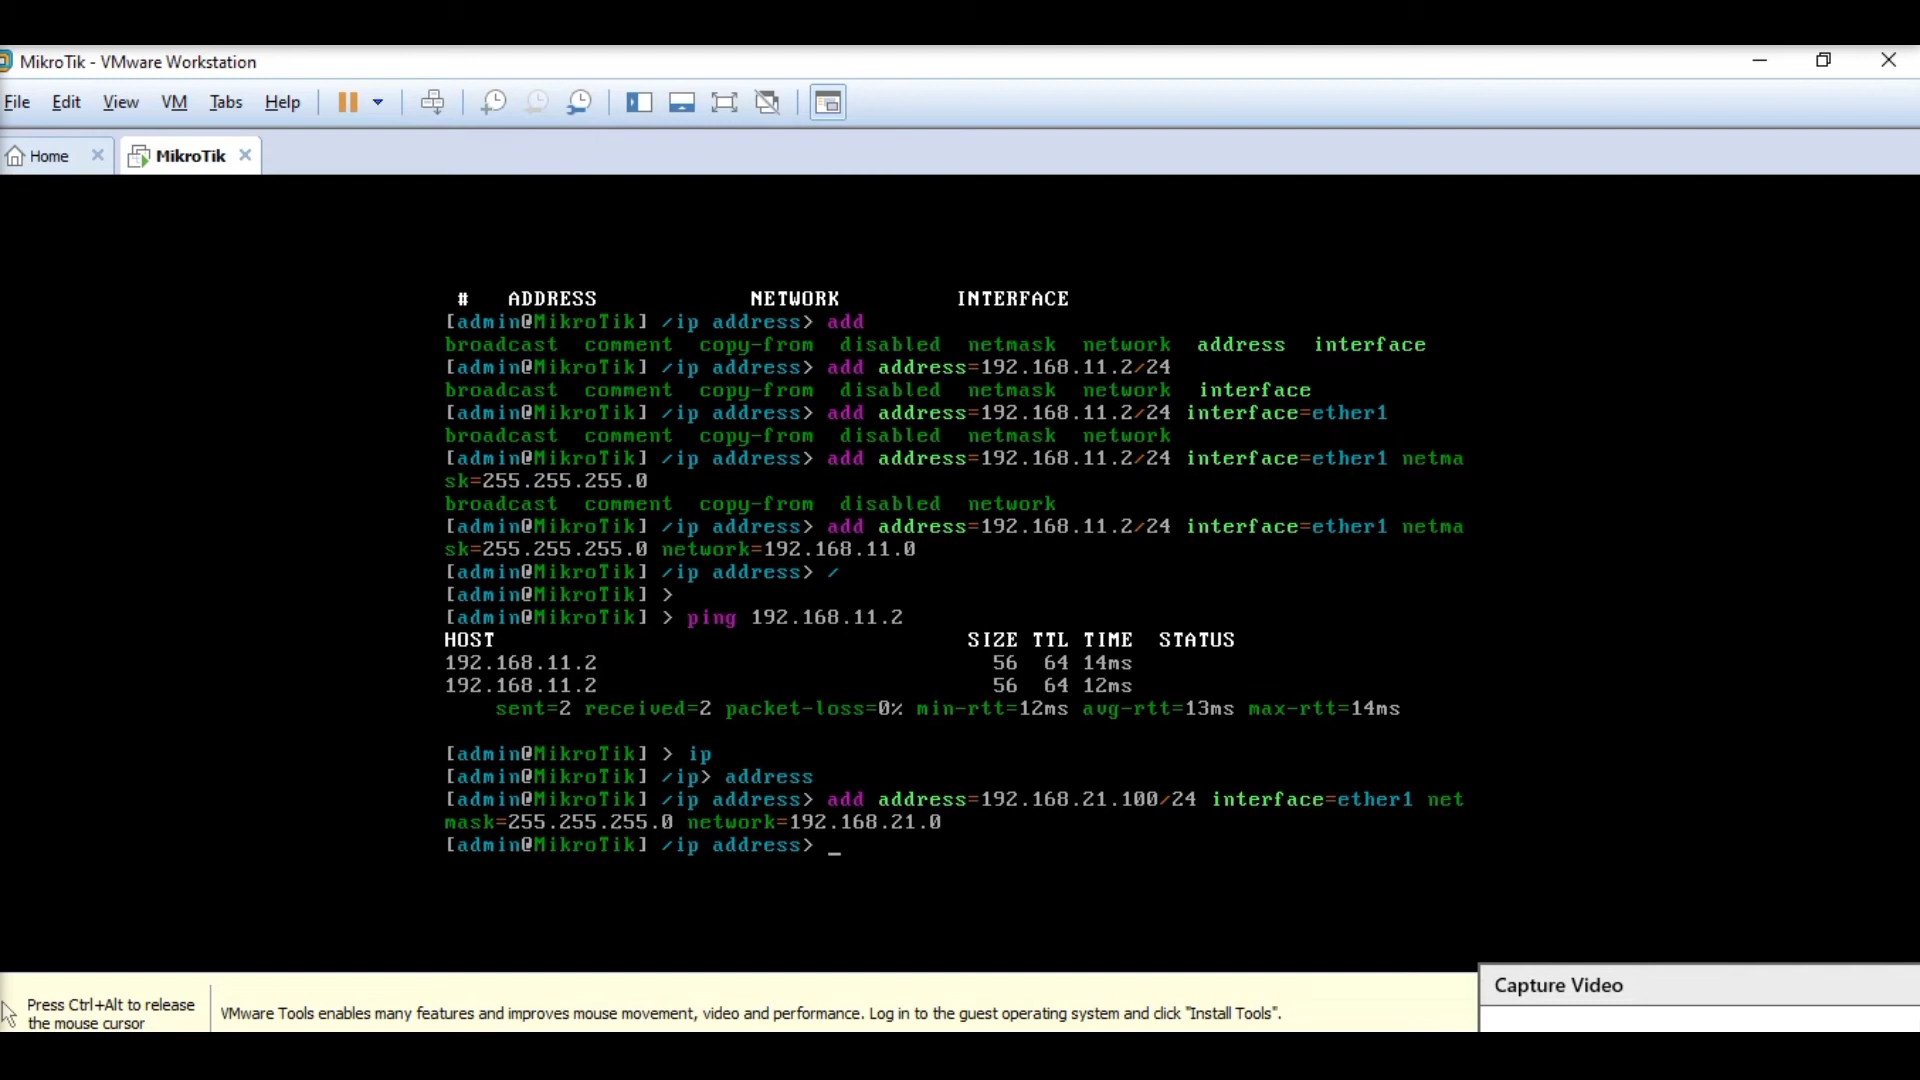 MikroTik - VMware Workstation
File Edit View VM Tabs Help
Home MikroTik
# ADDRESS NETWORK INTERFACE
[admin@MikroTik] /ip address> add
broadcast comment copy-from disabled netmask network address interface
[admin@MikroTik] /ip address> add address=192.168.11.2/24
broadcast comment copy-from disabled netmask network interface
[admin@MikroTik] /ip address> add address=192.168.11.2/24 interface=ether1
broadcast comment copy-from disabled netmask network
[admin@MikroTik] /ip address> add address=192.168.11.2/24 interface=ether1 netma
sk=255.255.255.0
broadcast comment copy-from disabled network
[admin@MikroTik] /ip address> add address=192.168.11.2/24 interface=ether1 netma
sk=255.255.255.0 network=192.168.11.0
[admin@MikroTik] /ip address> /
[admin@MikroTik] >
[admin@MikroTik] > ping 192.168.11.2
HOST SIZE TTL TIME STATUS
192.168.11.2 56 64 14ms
192.168.11.2 56 64 12ms
sent=2 received=2 packet-loss=0% min-rtt=12ms avg-rtt=13ms max-rtt=14ms
[admin@MikroTik] > ip
[admin@MikroTik] /ip> address
[admin@MikroTik] /ip address> add address=192.168.21.100/24 interface=ether1 net
mask=255.255.255.0 network=192.168.21.0
[admin@MikroTik] /ip address> _
Press Ctrl+Alt to release
the mouse cursor
VMware Tools enables many features and improves mouse movement, video and performance. Log in to the guest operating system and click "Install Tools".
Capture Video